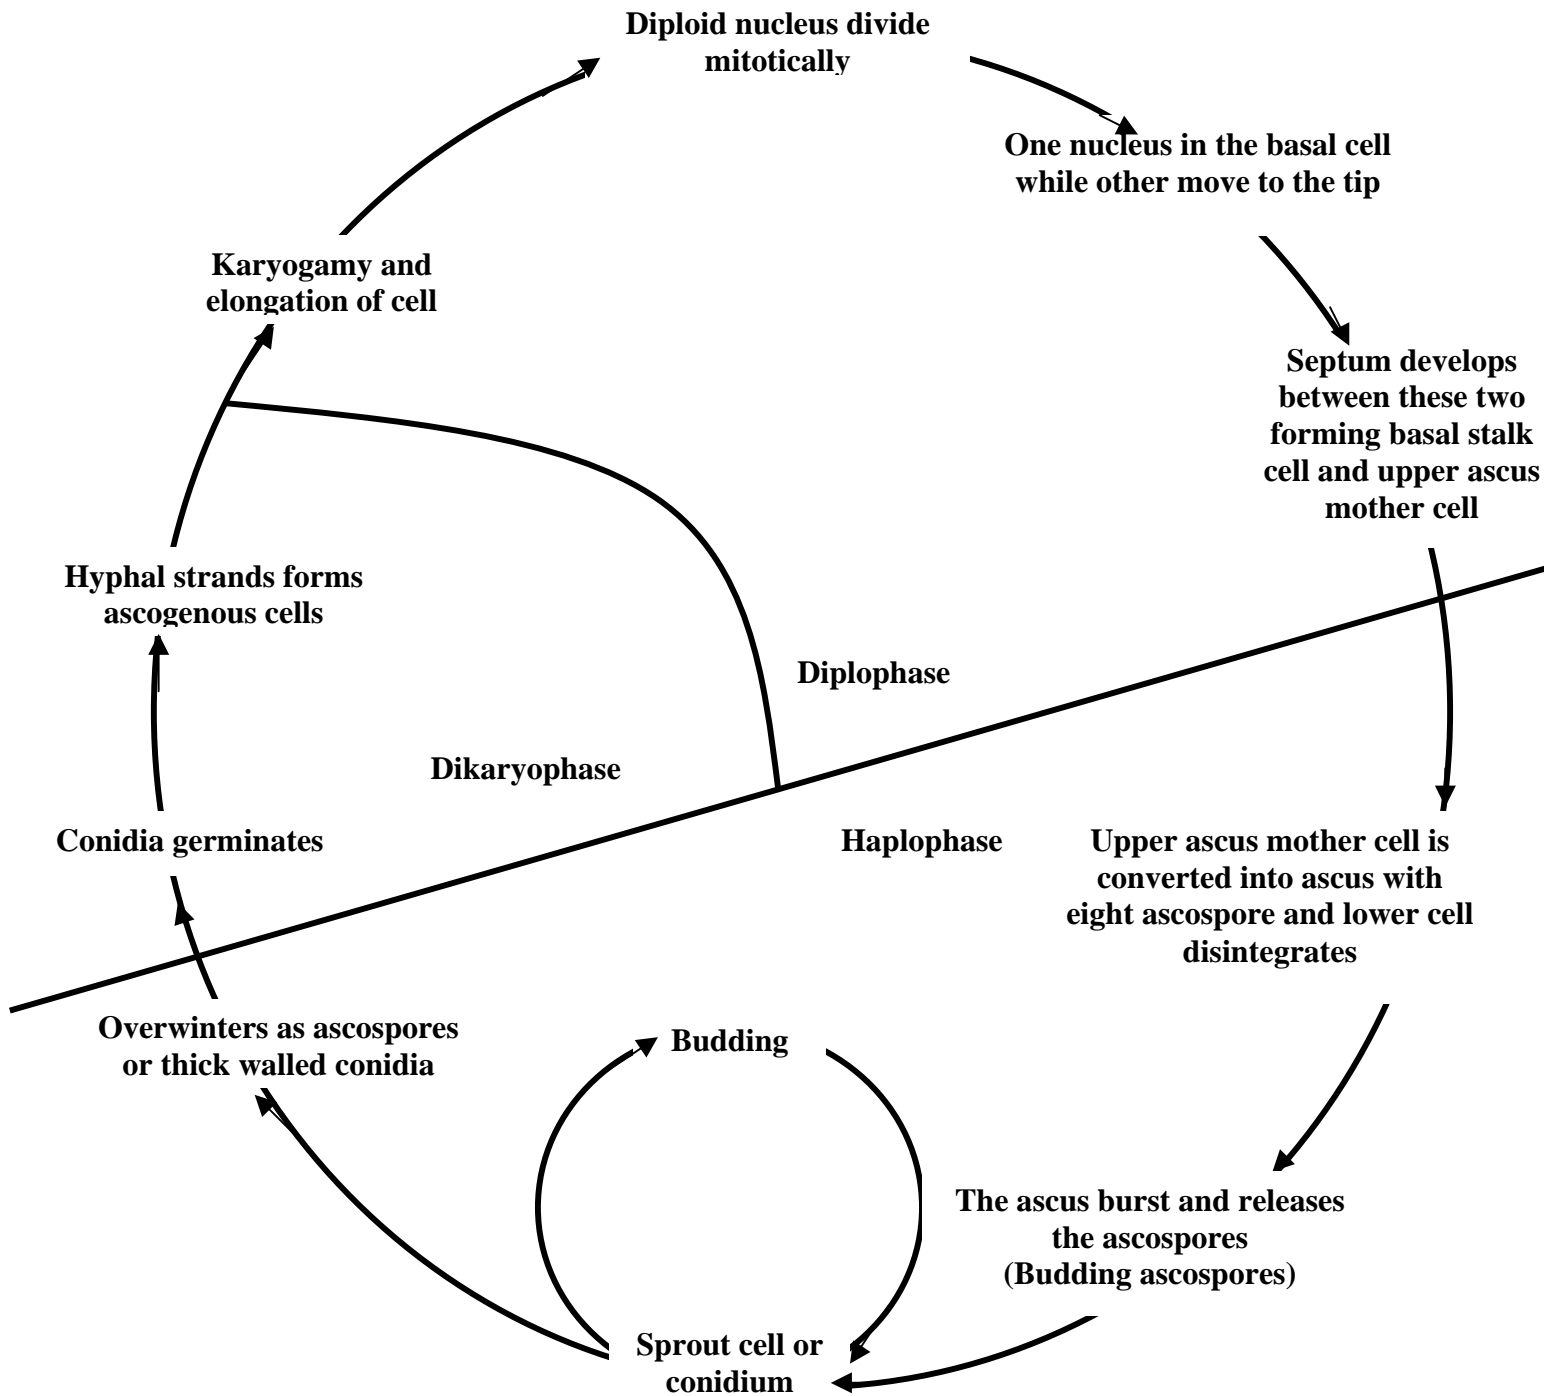 Diploid nucleus divide
mitotically
One nucleus in the basal cell
while other move to the tip
Karyogamy and
elongation of cell
Septum develops
between these two
forming basal stalk
cell and upper ascus
mother cell
Hyphal strands forms
ascogenous cells
Diplophase
Dikaryophase
Conidia germinates
Haplophase
Upper ascus mother cell is
converted into ascus with
eight ascospore and lower cell
disintegrates
Overwinters as ascospores
or thick walled conidia
Budding
The ascus burst and releases
the ascospores
(Budding ascospores)
Sprout cell or
conidium